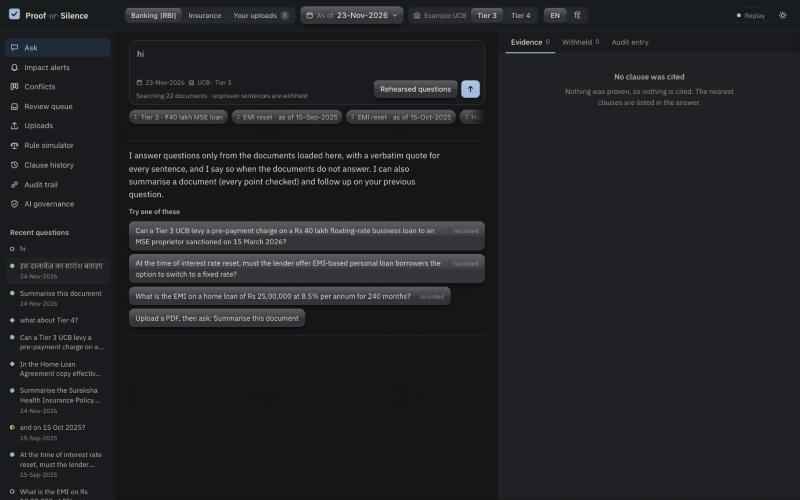 Proof-or-Silence
Banking (RBI)
Insurance
Your uploads 1
As of 23-Nov-2026
Example UCB
Tier 3
Tier 4
EN
हि
Replay
Ask
Impact alerts
Conflicts
Review queue
Uploads
Rule simulator
Clause history
Audit trail
AI governance
Recent questions
hi
इस दस्तावेज़ का सारांश बताइए
24-Nov-2026
Summarise this document
24-Nov-2026
what about Tier 4?
Can a Tier 3 UCB levy a
pre-payment charge on a...
In the Home Loan
Agreement copy effectiv...
Summarise the Suraksha
Health Insurance Policy...
24-Nov-2026
and on 15 Oct 2025?
15-Sep-2025
At the time of interest rate
reset, must the lender...
15-Sep-2025
What is the EMI on Rs
hi
23-Nov-2026 UCB · Tier 3
Searching 22 documents · unproven sentences are withheld
Rehearsed questions
1 Tier 3 · ₹40 lakh MSE loan
2 EMI reset · as of 15-Sep-2025
2 EMI reset · as of 15-Oct-2025
3
I answer questions only from the documents loaded here, with a verbatim quote for
every sentence, and I say so when the documents do not answer. I can also
summarise a document (every point checked) and follow up on your previous
question.
Try one of these
Can a Tier 3 UCB levy a pre-payment charge on a Rs 40 lakh floating-rate business loan to an
MSE proprietor sanctioned on 15 March 2026?
recorded
At the time of interest rate reset, must the lender offer EMI-based personal loan borrowers the
option to switch to a fixed rate?
recorded
What is the EMI on a home loan of Rs 25,00,000 at 8.5% per annum for 240 months? recorded
Upload a PDF, then ask: Summarise this document
Evidence 0
Withheld 0
Audit entry
No clause was cited
Nothing was proven, so nothing is cited. The nearest
clauses are listed in the answer.